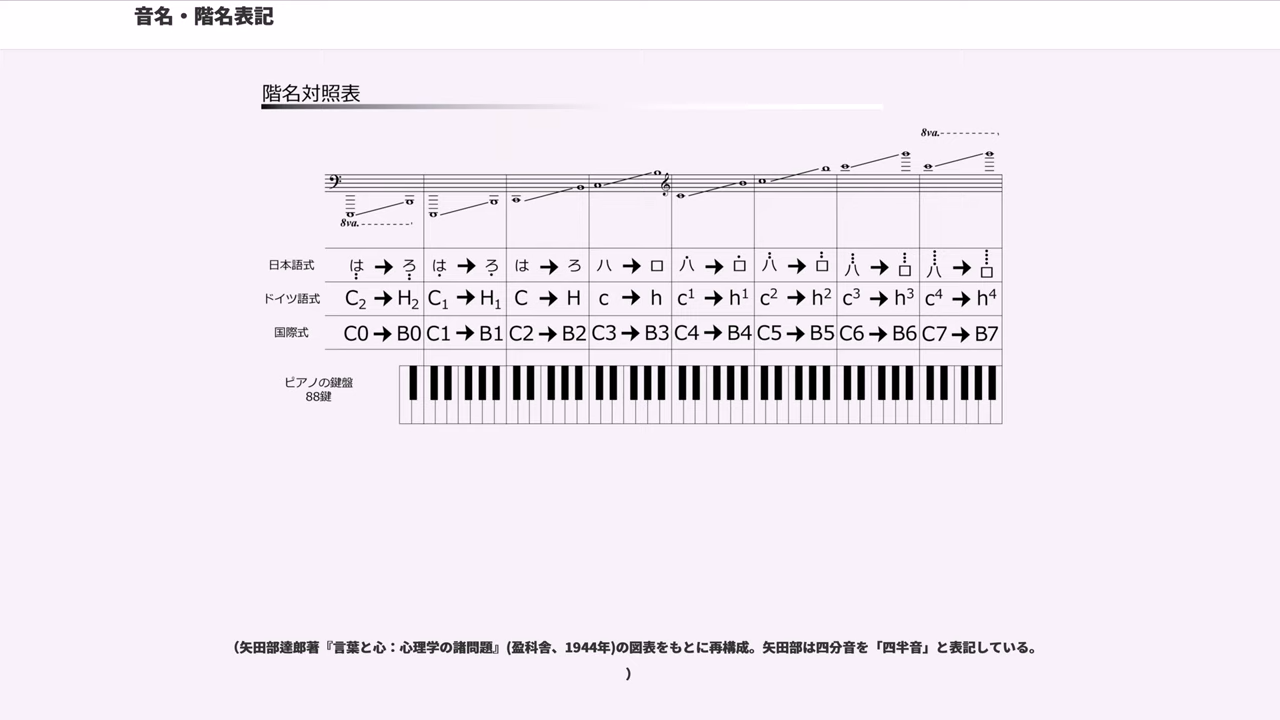 音名・階名表記
階名対照表
8va.
8va.
日本語式 は→ろ は→ろ は→ろ ハ→ロ ハ→ロ ハ→ロ ハ→ロ ハ→ロ
ドイツ語式 C₂→H₂ C₁→H₁ C→H c→h c¹→h¹ c²→h² c³→h³ c⁴→h⁴
国際式 C0→B0 C1→B1 C2→B2 C3→B3 C4→B4 C5→B5 C6→B6 C7→B7
ピアノの鍵盤
88鍵
（矢田部達郎著『言葉と心：心理学の諸問題』(盈科舎、1944年)の図表をもとに再構成。矢田部は四分音を「四半音」と表記している。
）